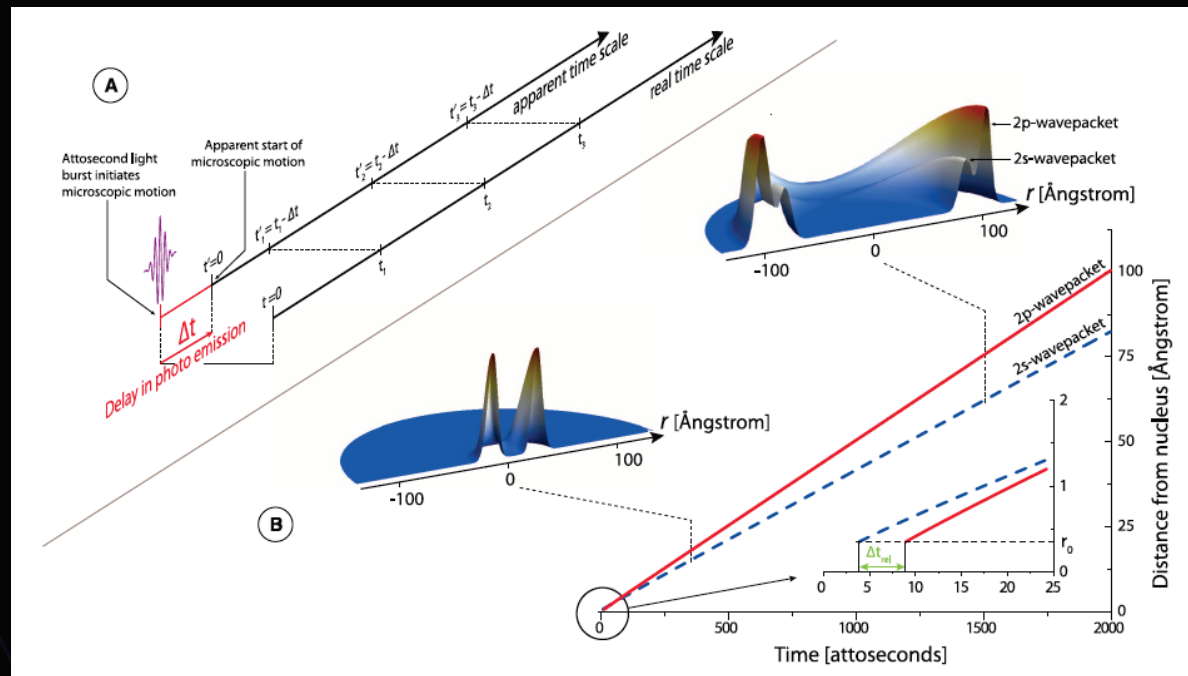 A
Attosecond light
burst initiates
microscopic motion
Apparent start of
microscopic motion
t'=0
t'₁ = t₁-Δt
t'₂ = t₂-Δt
t'₃ = t₃-Δt
apparent time scale
t=0
t₁
t₂
t₃
real time scale
Δt
Delay in photo emission
2p-wavepacket
2s-wavepacket
r [Ångstrom]
-100
0
100
B
r [Ångstrom]
-100
0
100
2p-wavepacket
2s-wavepacket
100
75
50
25
0
Distance from nucleus [Ångstrom]
2
1
r₀
0
Δt rel
0 5 10 15 20 25
0 500 1000 1500 2000
Time [attoseconds]